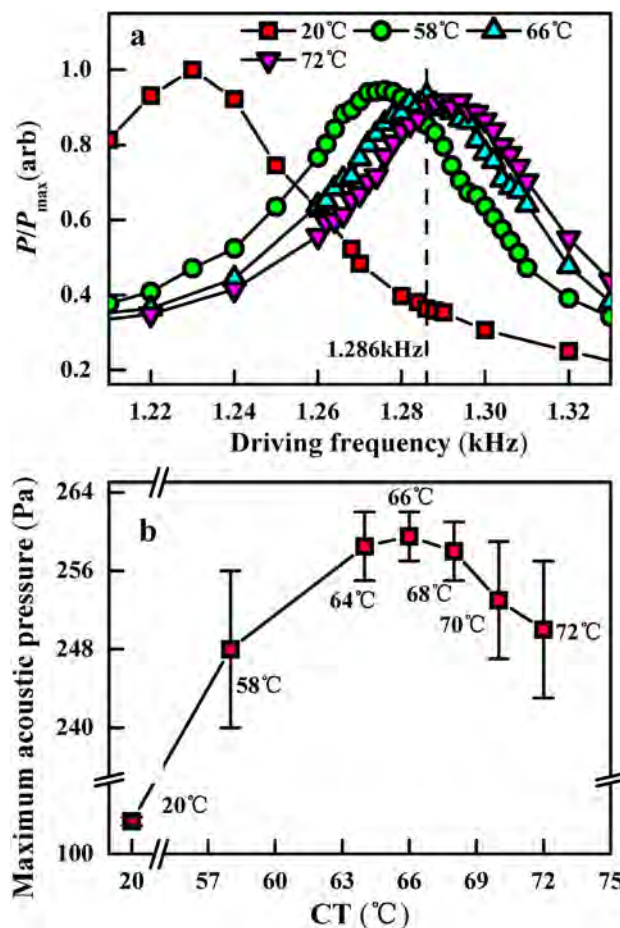 a
20℃ 58℃ 66℃
72℃
1.0
0.8
0.6
0.4
0.2
P/Pmax(arb)
1.286kHz
1.22 1.24 1.26 1.28 1.30 1.32
Driving frequency (kHz)
b
264
256
248
240
100
Maximum acoustic pressure (Pa)
66℃
64℃
68℃
70℃
72℃
58℃
20℃
20 57 60 63 66 69 72 75
CT (℃)